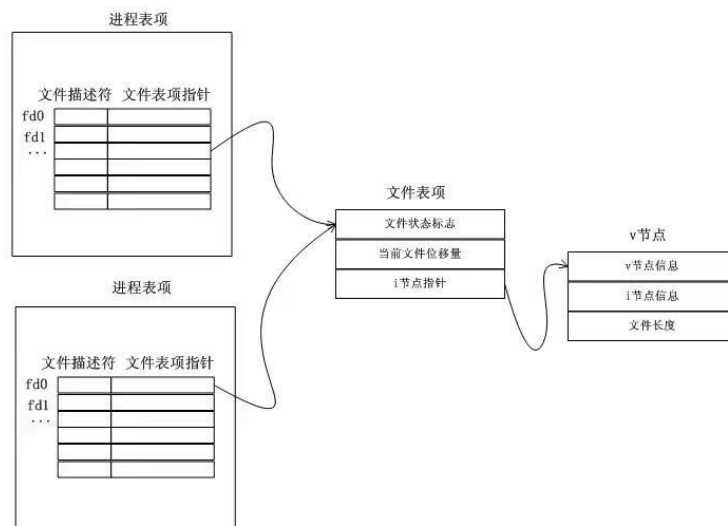 进程表项
文件描述符 文件表项指针
fd0
fd1
...
文件表项
文件状态标志
当前文件位移量
i节点指针
v节点
v节点信息
i节点信息
文件长度
进程表项
文件描述符 文件表项指针
fd0
fd1
...